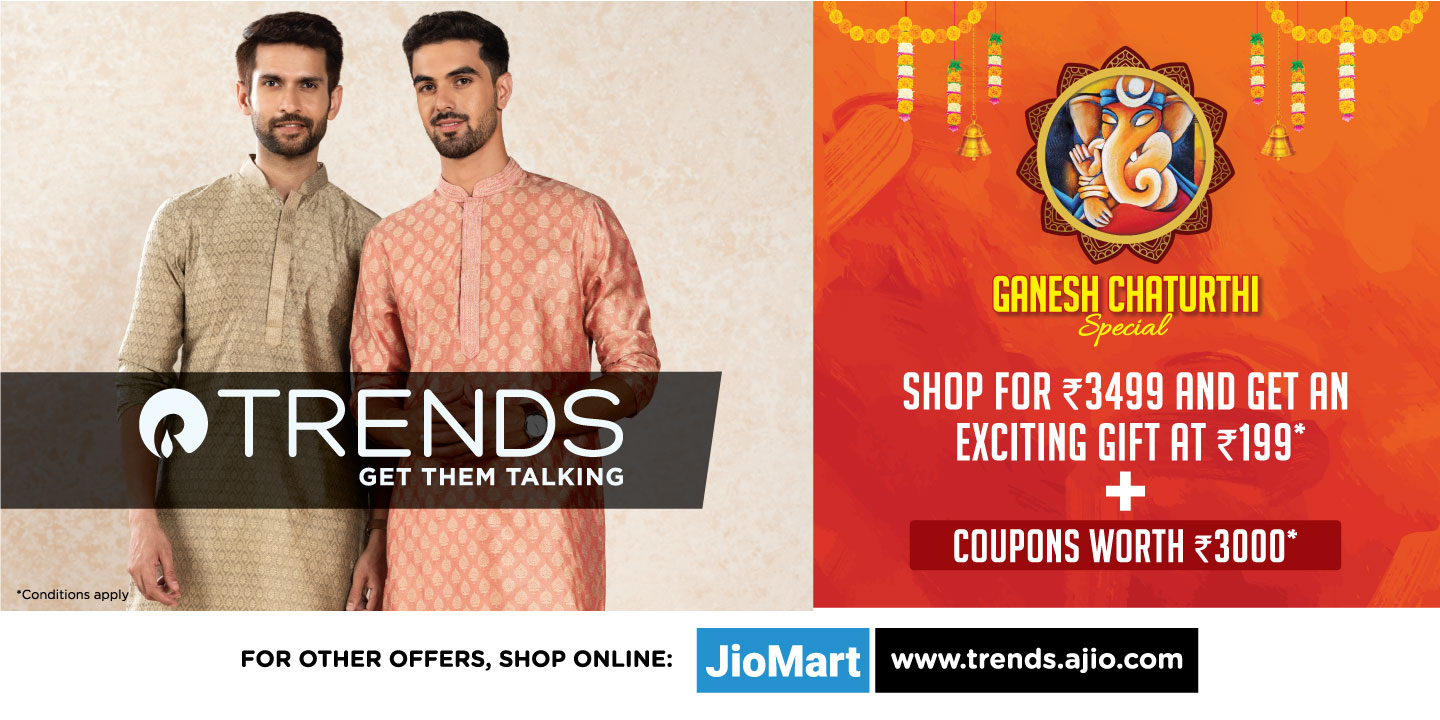 TRENDS
GET THEM TALKING
*Conditions apply
GANESH CHATURTHI
Special
SHOP FOR ₹3499 AND GET AN
EXCITING GIFT AT ₹199*
+
COUPONS WORTH ₹3000*
FOR OTHER OFFERS, SHOP ONLINE: JioMart www.trends.ajio.com